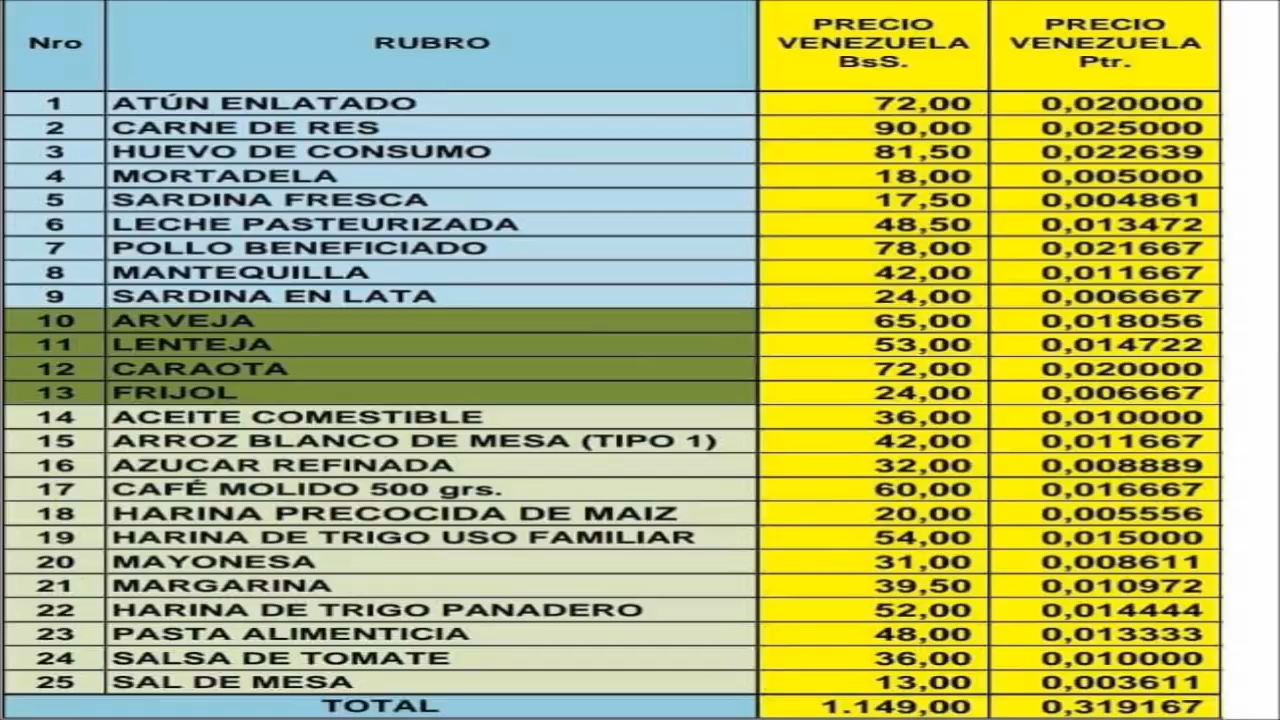 Nro RUBRO PRECIO VENEZUELA BsS. PRECIO VENEZUELA Ptr.
1 ATÚN ENLATADO 72,00 0,020000
2 CARNE DE RES 90,00 0,025000
3 HUEVO DE CONSUMO 81,50 0,022639
4 MORTADELA 18,00 0,005000
5 SARDINA FRESCA 17,50 0,004861
6 LECHE PASTEURIZADA 48,50 0,013472
7 POLLO BENEFICIADO 78,00 0,021667
8 MANTEQUILLA 42,00 0,011667
9 SARDINA EN LATA 24,00 0,006667
10 ARVEJA 65,00 0,018056
11 LENTEJA 53,00 0,014722
12 CARAOTA 72,00 0,020000
13 FRIJOL 24,00 0,006667
14 ACEITE COMESTIBLE 36,00 0,010000
15 ARROZ BLANCO DE MESA (TIPO 1) 42,00 0,011667
16 AZUCAR REFINADA 32,00 0,008889
17 CAFÉ MOLIDO 500 grs. 60,00 0,016667
18 HARINA PRECOCIDA DE MAIZ 20,00 0,005556
19 HARINA DE TRIGO USO FAMILIAR 54,00 0,015000
20 MAYONESA 31,00 0,008611
21 MARGARINA 39,50 0,010972
22 HARINA DE TRIGO PANADERO 52,00 0,014444
23 PASTA ALIMENTICIA 48,00 0,013333
24 SALSA DE TOMATE 36,00 0,010000
25 SAL DE MESA 13,00 0,003611
TOTAL 1.149,00 0,319167